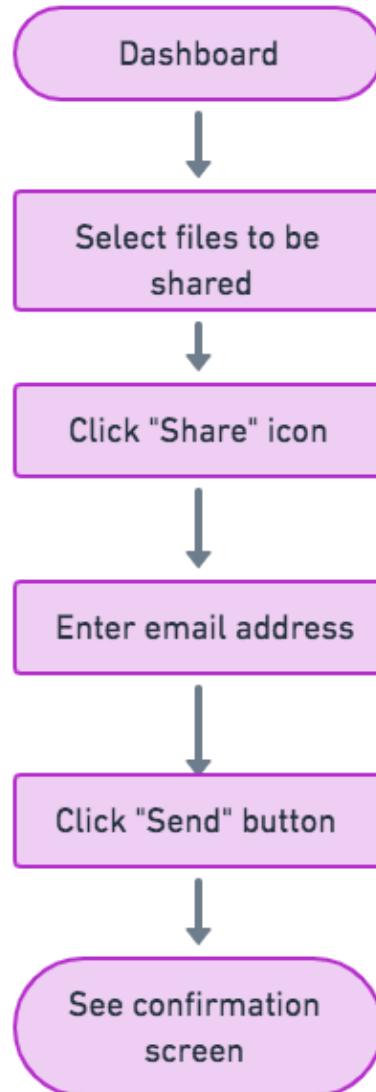 Dashboard
Select files to be
shared
Click "Share" icon
Enter email address
Click "Send" button
See confirmation
screen